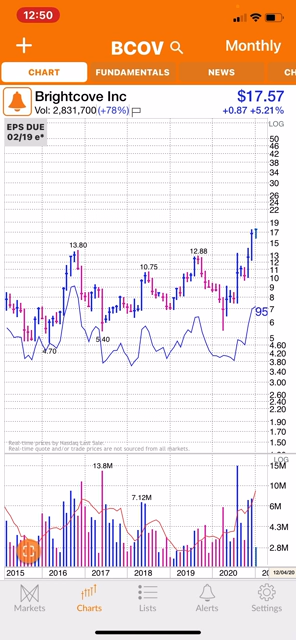 12:50
+ BCOV Monthly
CHART FUNDAMENTALS NEWS CH
Brightcove Inc $17.57
Vol: 2,831,700 (+78%) +0.87 +5.21%
EPS DUE
02/19 e*
LOG
50
46
42
38
34
30
26
24
22
19
17
15
13
12
11
10
9
8
7
6
5
4.60
4.20
3.80
3.40
3.00
2.60
2.40
2.20
1.90
1.70
1.50
13.80
10.75
12.88
4.70
5.40
95
Real-time prices by Nasdaq Last Sale.
Real-time quote and/or trade prices are not sourced from all markets.
LOG
13.8M
7.12M
15M
10M
6M
4.3M
2.8M
2015 2016 2017 2018 2019 2020 20 12/04/20
Markets Charts Lists Alerts Settings